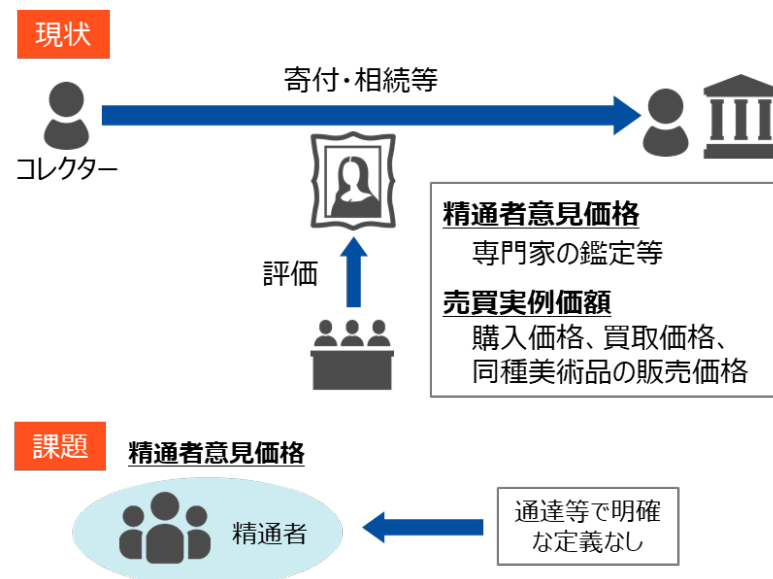 現状
寄付・相続等
コレクター
評価
精通者意見価格
専門家の鑑定等
売買実例価額
購入価格、買取価格、
同種美術品の販売価格
課題
精通者意見価格
精通者
通達等で明確
な定義なし